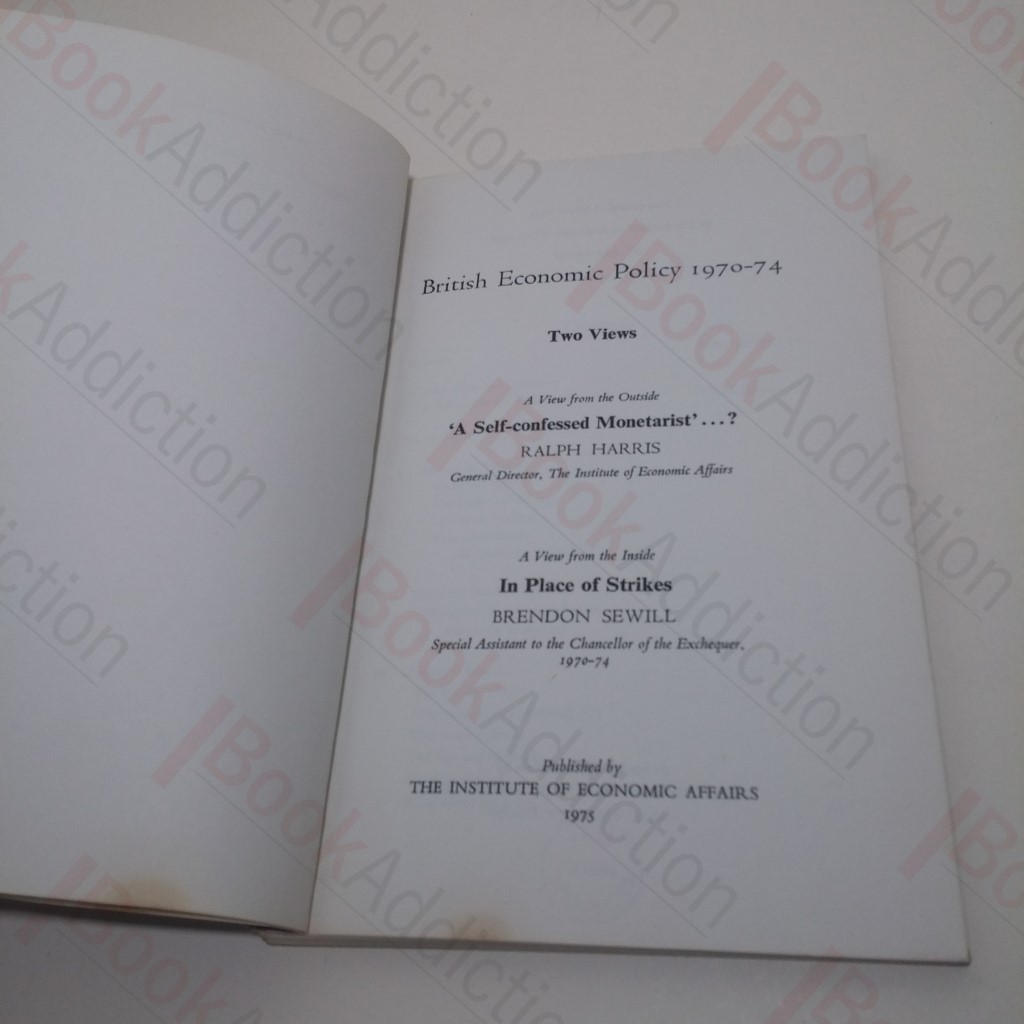 British Economic Policy 1970-74
Two Views
A View from the Outside
'A Self-confessed Monetarist'...?
RALPH HARRIS
General Director, The Institute of Economic Affairs
A View from the Inside
In Place of Strikes
BRENDON SEWILL
Special Assistant to the Chancellor of the Exchequer,
1970-74
Published by
THE INSTITUTE OF ECONOMIC AFFAIRS
1975
BookAddiction